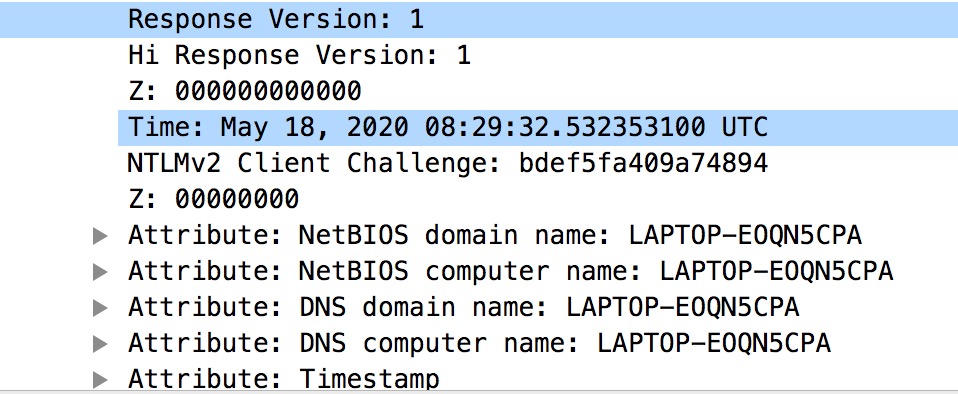 Response Version: 1
Hi Response Version: 1
Z: 000000000000
Time: May 18, 2020 08:29:32.532353100 UTC
NTLMv2 Client Challenge: bdef5fa409a74894
Z: 00000000
Attribute: NetBIOS domain name: LAPTOP-EOQN5CPA
Attribute: NetBIOS computer name: LAPTOP-EOQN5CPA
Attribute: DNS domain name: LAPTOP-EOQN5CPA
Attribute: DNS computer name: LAPTOP-EOQN5CPA
Attribute: Timestamp